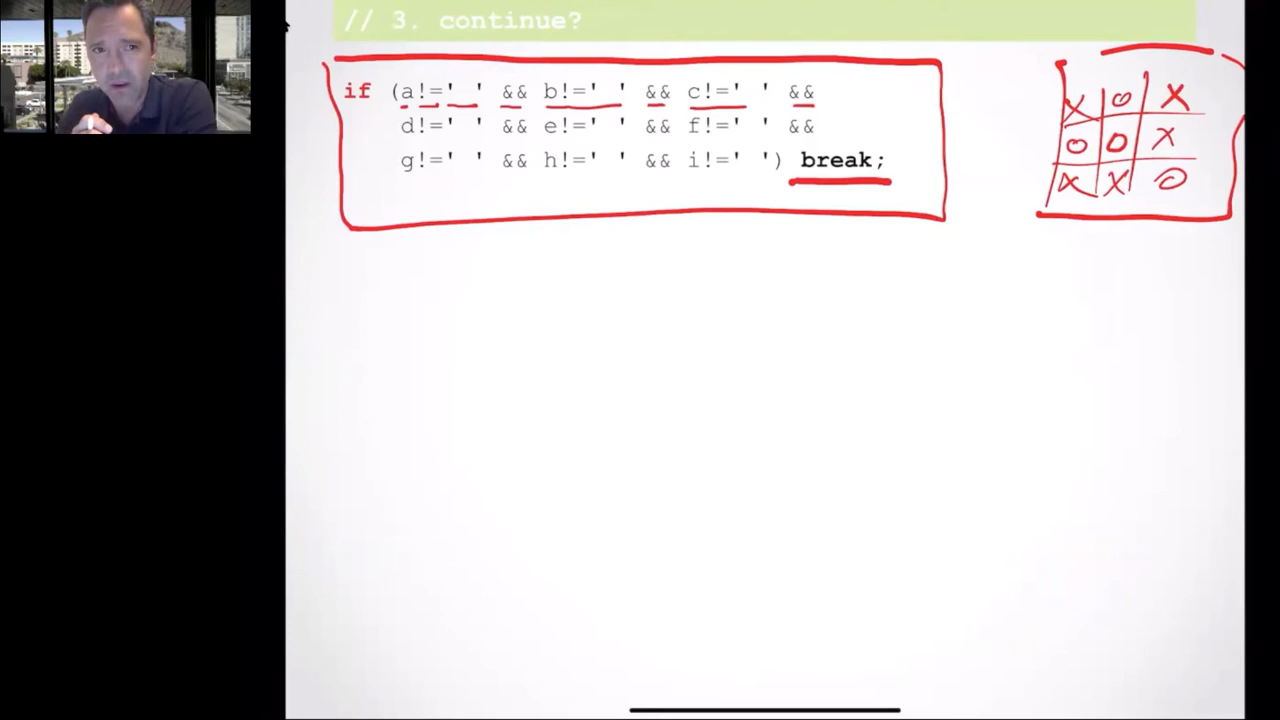 // 3. continue?
if (a!=' ' && b!=' ' && c!=' ' &&
d!=' ' && e!=' ' && f!=' ' &&
g!=' ' && h!=' ' && i!=' ') break;
X O X
O O X
X X O